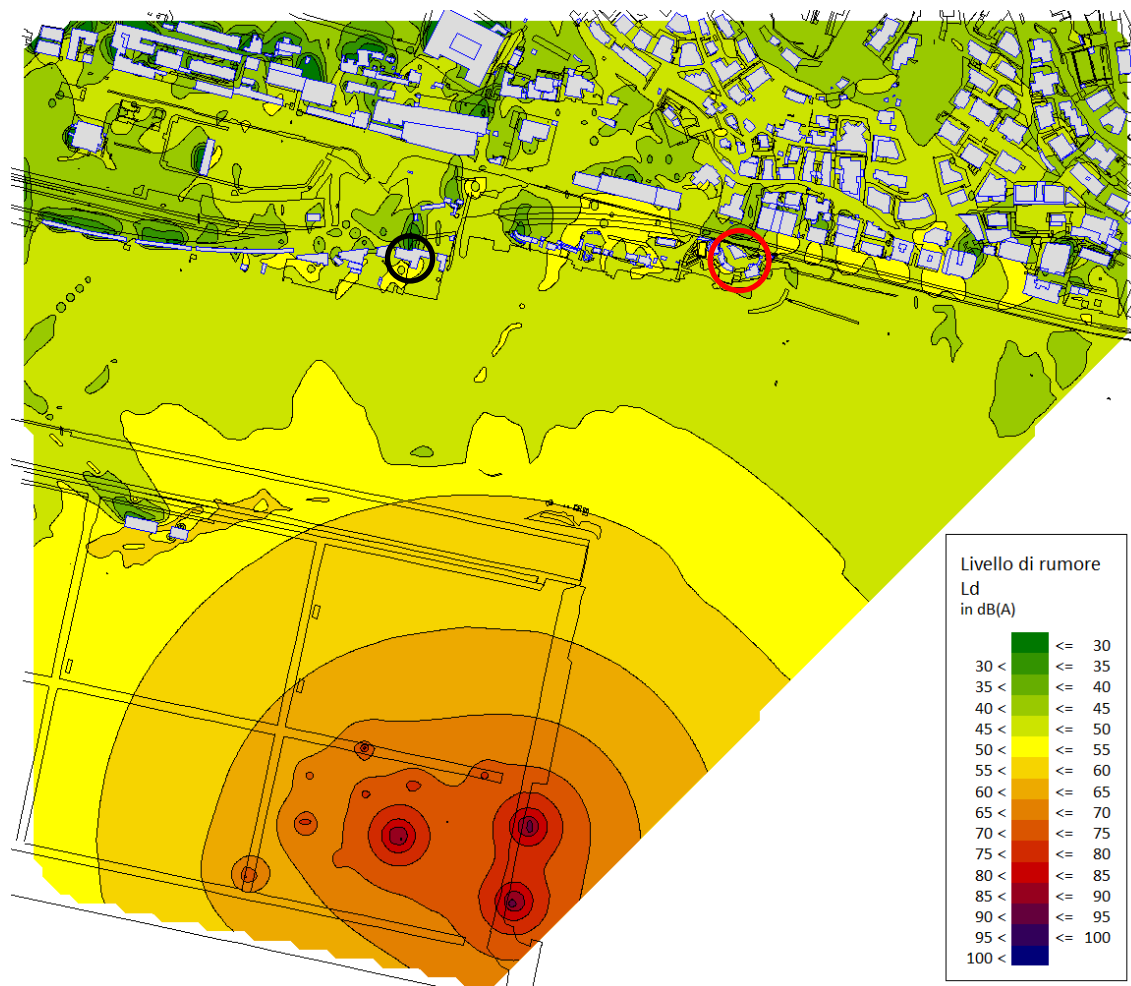 Livello di rumore
Ld
in dB(A)
<= 30
30 < <= 35
35 < <= 40
40 < <= 45
45 < <= 50
50 < <= 55
55 < <= 60
60 < <= 65
65 < <= 70
70 < <= 75
75 < <= 80
80 < <= 85
85 < <= 90
90 < <= 95
95 < <= 100
100 <